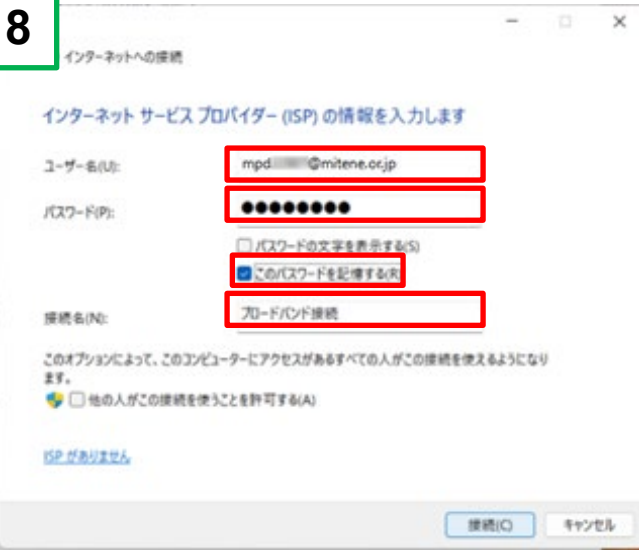 8
インターネットへの接続
インターネット サービス プロバイダー (ISP) の情報を入力します
ユーザー名(U):
mpd @mitene.or.jp
パスワード(P):
●●●●●●●●
パスワードの文字を表示する(S)
このパスワードを記憶する(R)
接続名(N):
ブロードバンド接続
このオプションによって、このコンピューターにアクセスがあるすべての人がこの接続を使えるようになり
ます。
他の人がこの接続を使うことを許可する(A)
ISP がありません
接続(C)
キャンセル